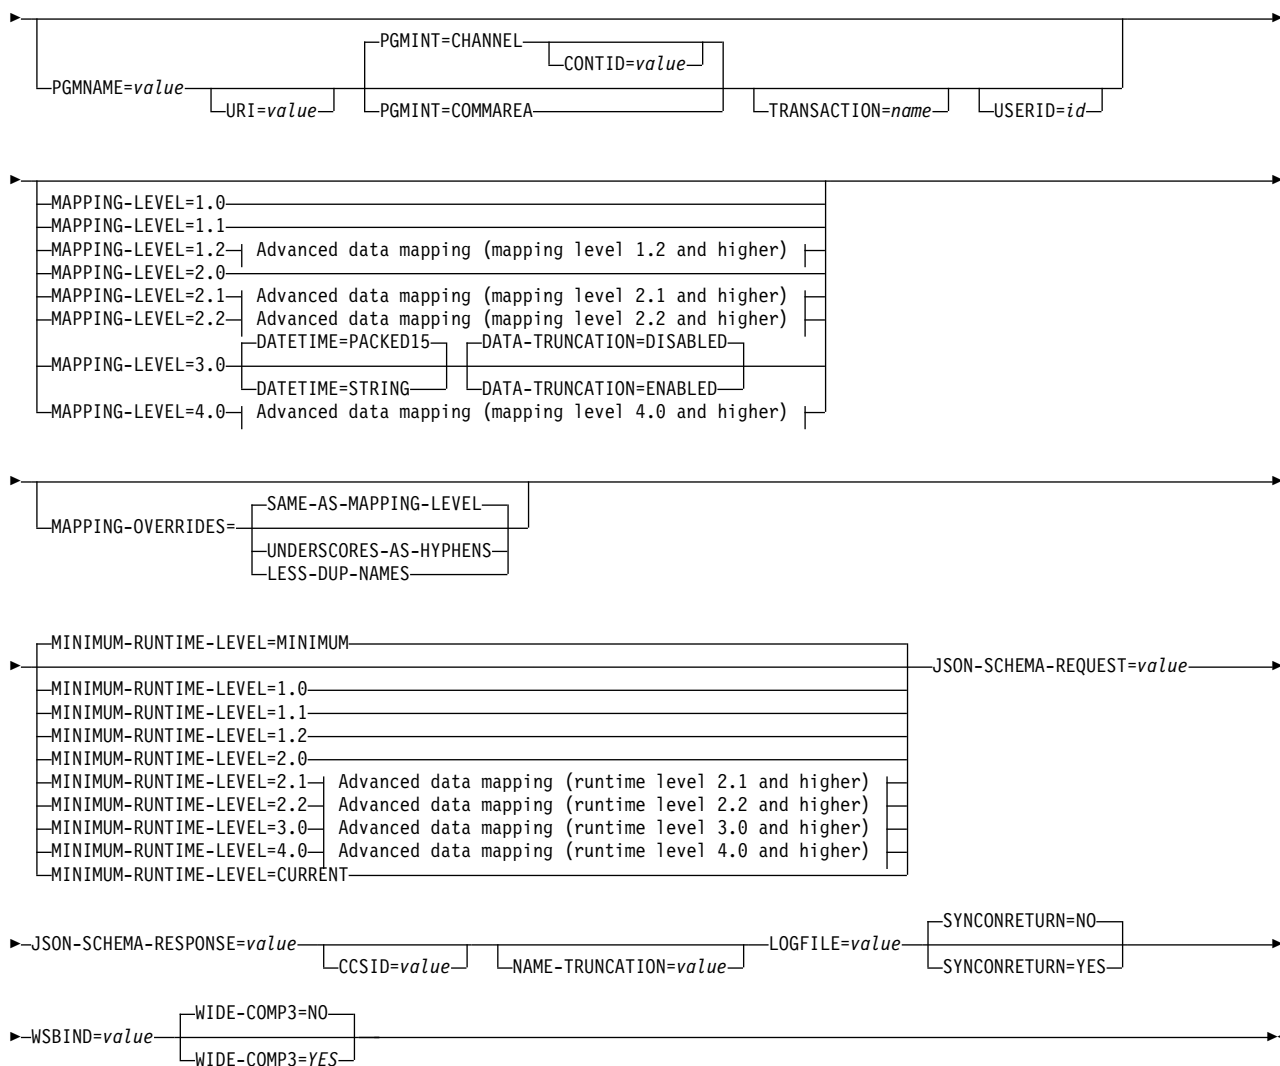 PGMINT=CHANNEL
CONTID=value
PGMNAME=value
URI=value
PGMINT=COMMAREA
TRANSACTION=name
USERID=id
MAPPING-LEVEL=1.0
MAPPING-LEVEL=1.1
MAPPING-LEVEL=1.2 Advanced data mapping (mapping level 1.2 and higher)
MAPPING-LEVEL=2.0
MAPPING-LEVEL=2.1 Advanced data mapping (mapping level 2.1 and higher)
MAPPING-LEVEL=2.2 Advanced data mapping (mapping level 2.2 and higher)
DATETIME=PACKED15 DATA-TRUNCATION=DISABLED
MAPPING-LEVEL=3.0
DATETIME=STRING DATA-TRUNCATION=ENABLED
MAPPING-LEVEL=4.0 Advanced data mapping (mapping level 4.0 and higher)
SAME-AS-MAPPING-LEVEL
MAPPING-OVERRIDES=
UNDERSCORES-AS-HYPHENS
LESS-DUP-NAMES
MINIMUM-RUNTIME-LEVEL=MINIMUM
JSON-SCHEMA-REQUEST=value
MINIMUM-RUNTIME-LEVEL=1.0
MINIMUM-RUNTIME-LEVEL=1.1
MINIMUM-RUNTIME-LEVEL=1.2
MINIMUM-RUNTIME-LEVEL=2.0
MINIMUM-RUNTIME-LEVEL=2.1 Advanced data mapping (runtime level 2.1 and higher)
MINIMUM-RUNTIME-LEVEL=2.2 Advanced data mapping (runtime level 2.2 and higher)
MINIMUM-RUNTIME-LEVEL=3.0 Advanced data mapping (runtime level 3.0 and higher)
MINIMUM-RUNTIME-LEVEL=4.0 Advanced data mapping (runtime level 4.0 and higher)
MINIMUM-RUNTIME-LEVEL=CURRENT
SYNCONRETURN=NO
JSON-SCHEMA-RESPONSE=value LOGFILE=value
CCSID=value NAME-TRUNCATION=value SYNCONRETURN=YES
WIDE-COMP3=NO
WSBIND=value
WIDE-COMP3=YES